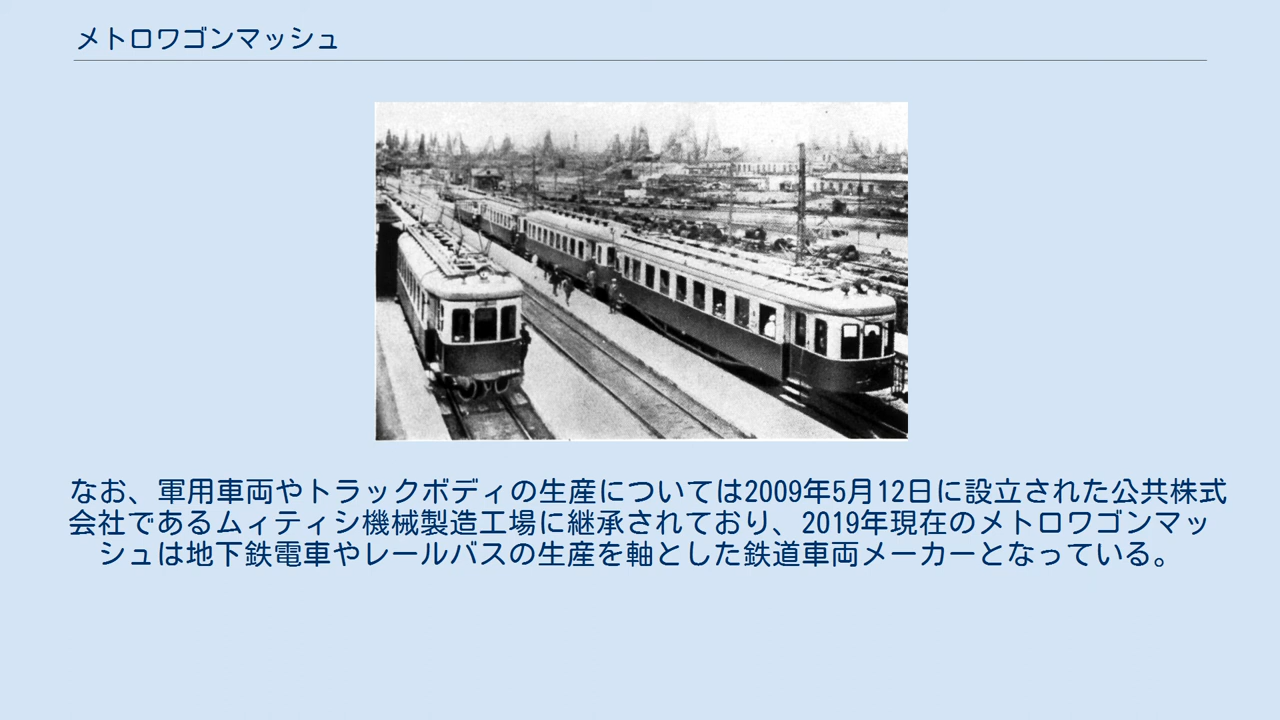 メトロワゴンマッシュ
なお、軍用車両やトラックボディの生産については2009年5月12日に設立された公共株式
会社であるムィティシ機械製造工場に継承されており、2019年現在のメトロワゴンマッ
シュは地下鉄電車やレールバスの生産を軸とした鉄道車両メーカーとなっている。